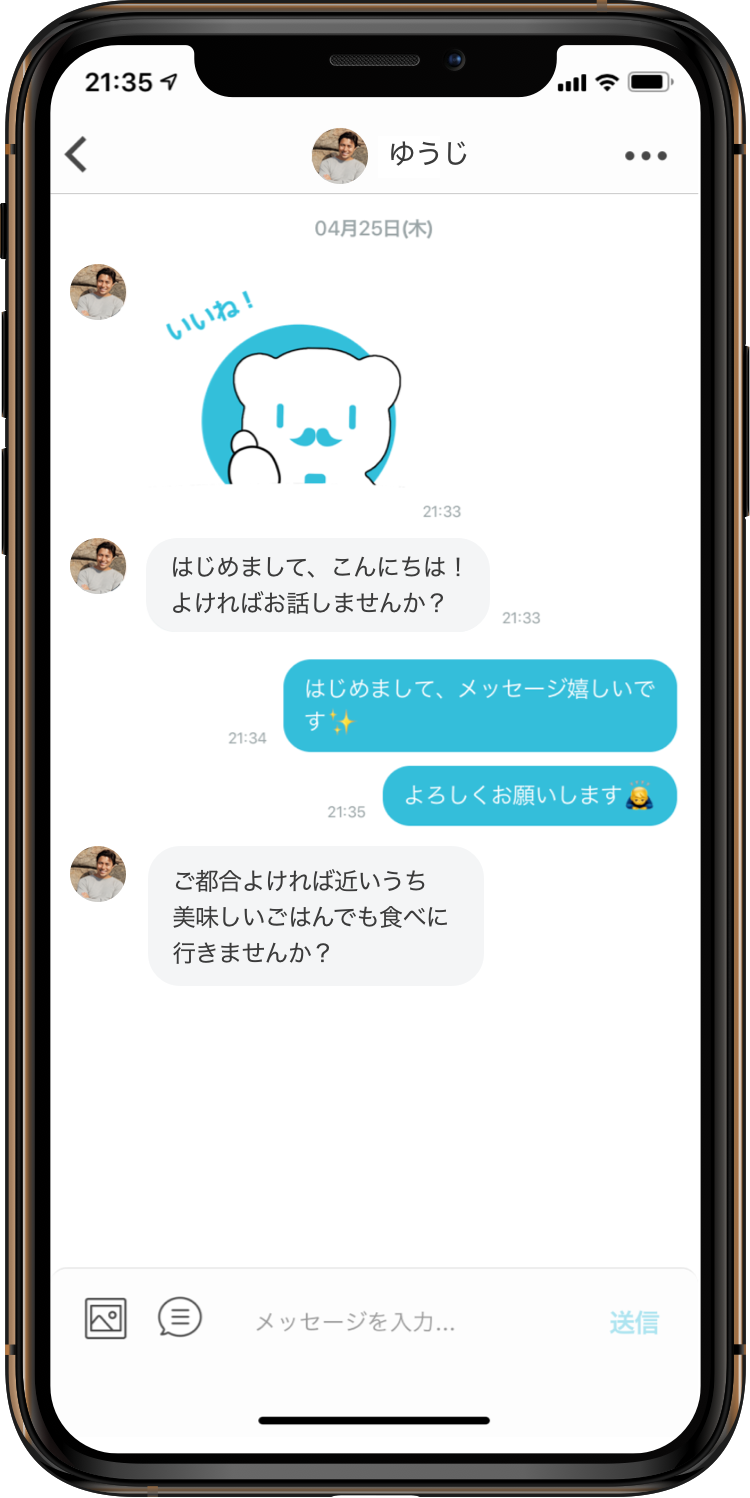 21:35
ゆうじ
04月25日(木)
いいね！
21:33
はじめまして、こんにちは！
よければお話しませんか？
21:33
はじめまして、メッセージ嬉しいで
す✨
21:34
よろしくお願いします🙇
21:35
ご都合よければ近いうち
美味しいごはんでも食べに
行きませんか？
メッセージを入力...
送信